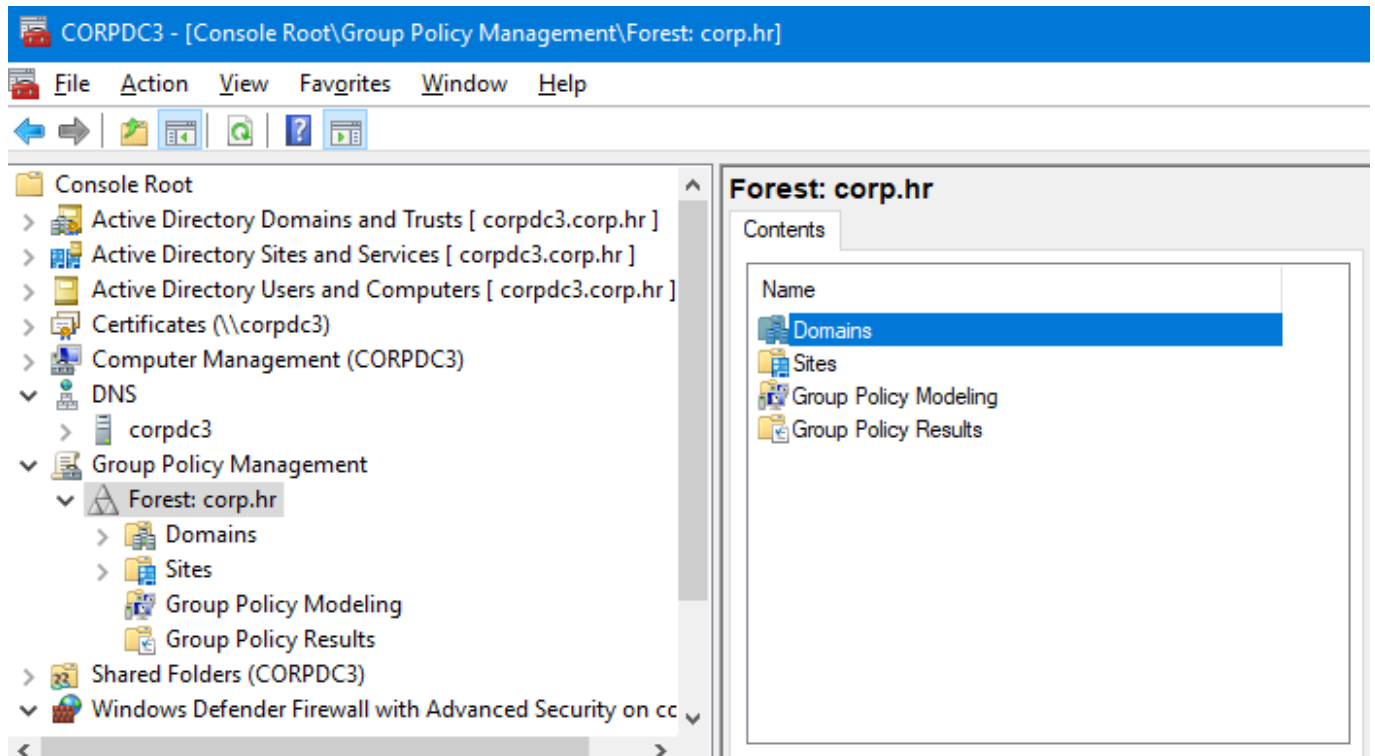 CORPDC3 - [Console Root\Group Policy Management\Forest: corp.hr]
File Action View Favorites Window Help
Console Root
Active Directory Domains and Trusts [ corpdc3.corp.hr ]
Active Directory Sites and Services [ corpdc3.corp.hr ]
Active Directory Users and Computers [ corpdc3.corp.hr ]
Certificates (\\corpdc3)
Computer Management (CORPDC3)
DNS
corpdc3
Group Policy Management
Forest: corp.hr
Domains
Sites
Group Policy Modeling
Group Policy Results
Shared Folders (CORPDC3)
Windows Defender Firewall with Advanced Security on
Forest: corp.hr
Contents
Name
Domains
Sites
Group Policy Modeling
Group Policy Results